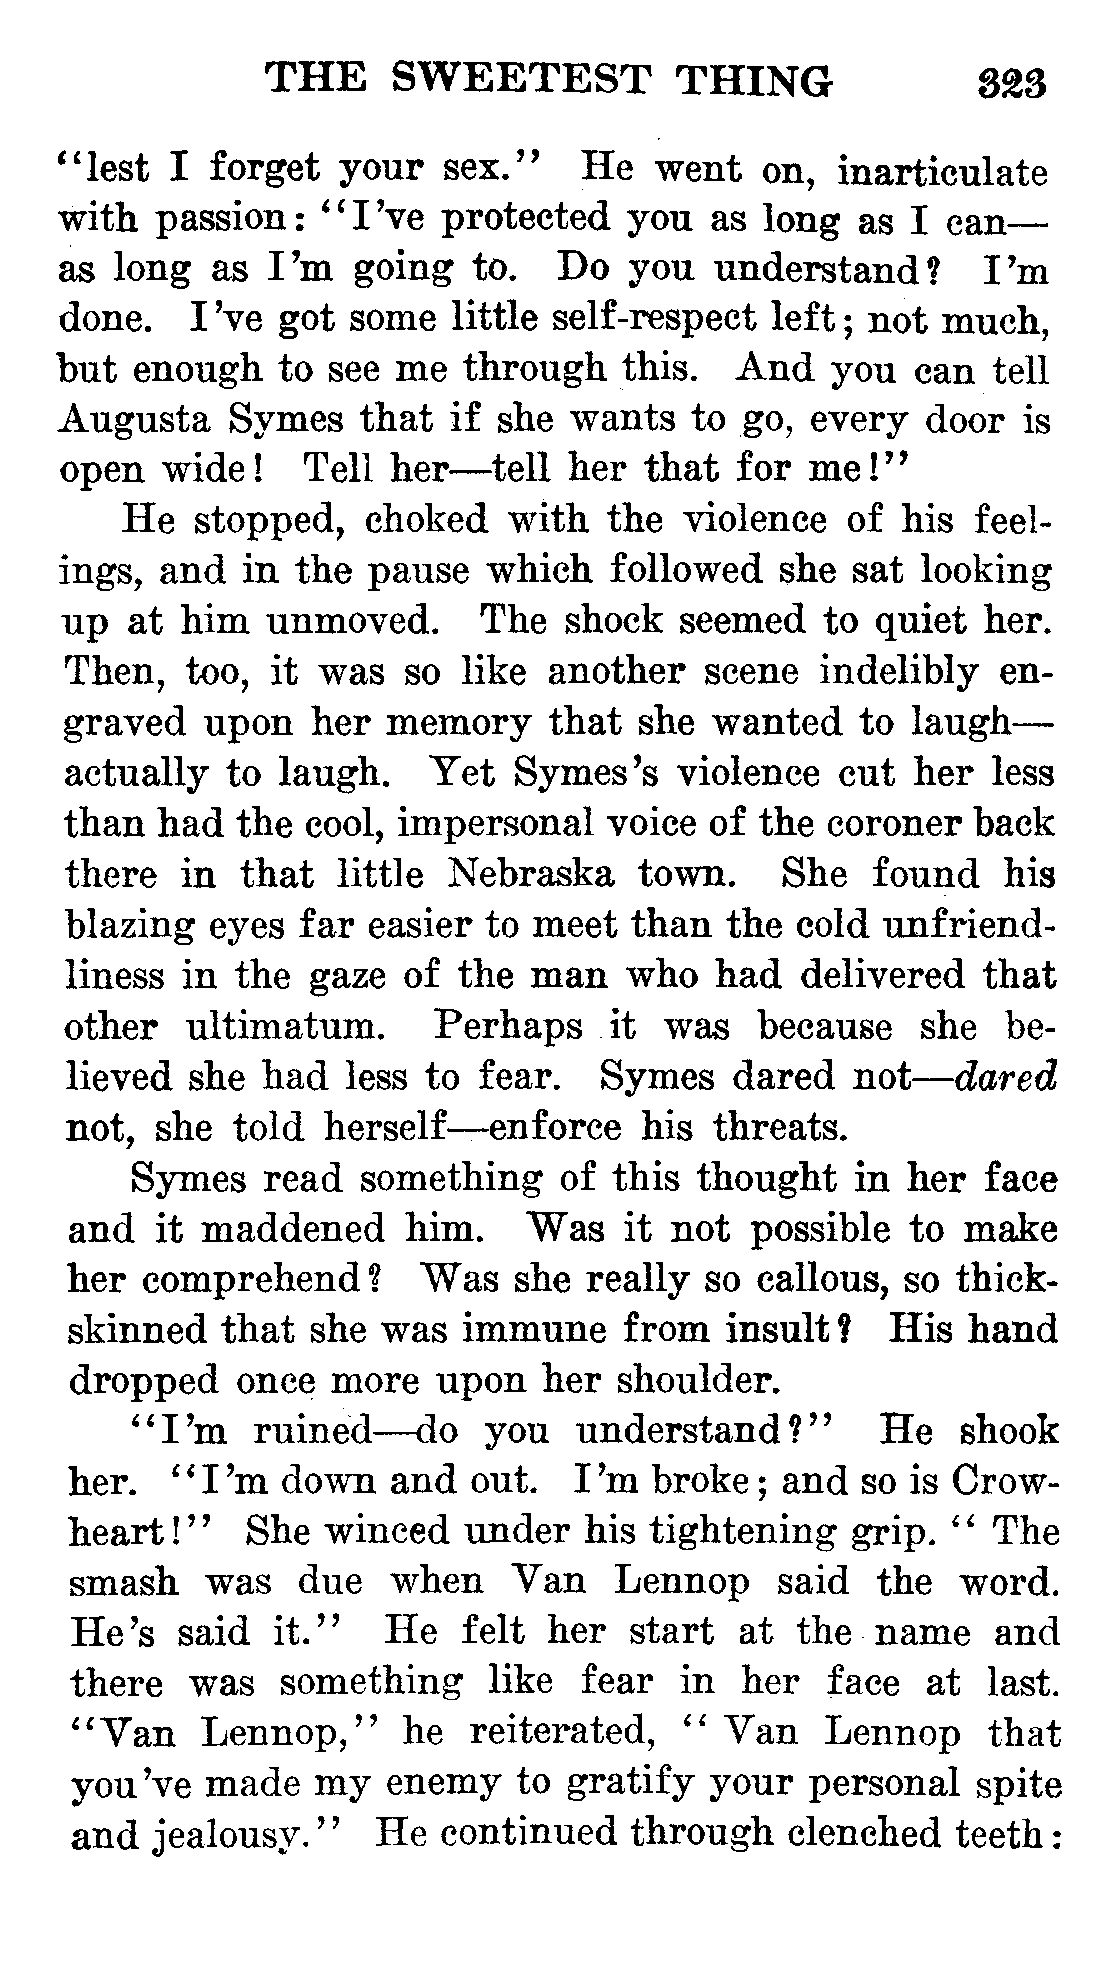 THE SWEETEST THING 323
“lest I forget your sex.” He went on, inarticulate
with passion: “I’ve protected you as long as I can—
as long as I’m going to. Do you understand? I’m
done. I’ve got some little self-respect left; not much,
but enough to see me through this. And you can tell
Augusta Symes that if she wants to go, every door is
open wide! Tell her—tell her that for me!”
He stopped, choked with the violence of his feel-
ings, and in the pause which followed she sat looking
up at him unmoved. The shock seemed to quiet her.
Then, too, it was so like another scene indelibly en-
graved upon her memory that she wanted to laugh—
actually to laugh. Yet Symes’s violence cut her less
than had the cool, impersonal voice of the coroner back
there in that little Nebraska town. She found his
blazing eyes far easier to meet than the cold unfriend-
liness in the gaze of the man who had delivered that
other ultimatum. Perhaps it was because she be-
lieved she had less to fear. Symes dared not—dared
not, she told herself—enforce his threats.
Symes read something of this thought in her face
and it maddened him. Was it not possible to make
her comprehend? Was she really so callous, so thick-
skinned that she was immune from insult? His hand
dropped once more upon her shoulder.
“I’m ruined—do you understand?” He shook
her. “I’m down and out. I’m broke; and so is Crow-
heart!” She winced under his tightening grip. “ The
smash was due when Van Lennop said the word.
He’s said it.” He felt her start at the name and
there was something like fear in her face at last.
“Van Lennop,” he reiterated, “ Van Lennop that
you’ve made my enemy to gratify your personal spite
and jealousy.” He continued through clenched teeth: